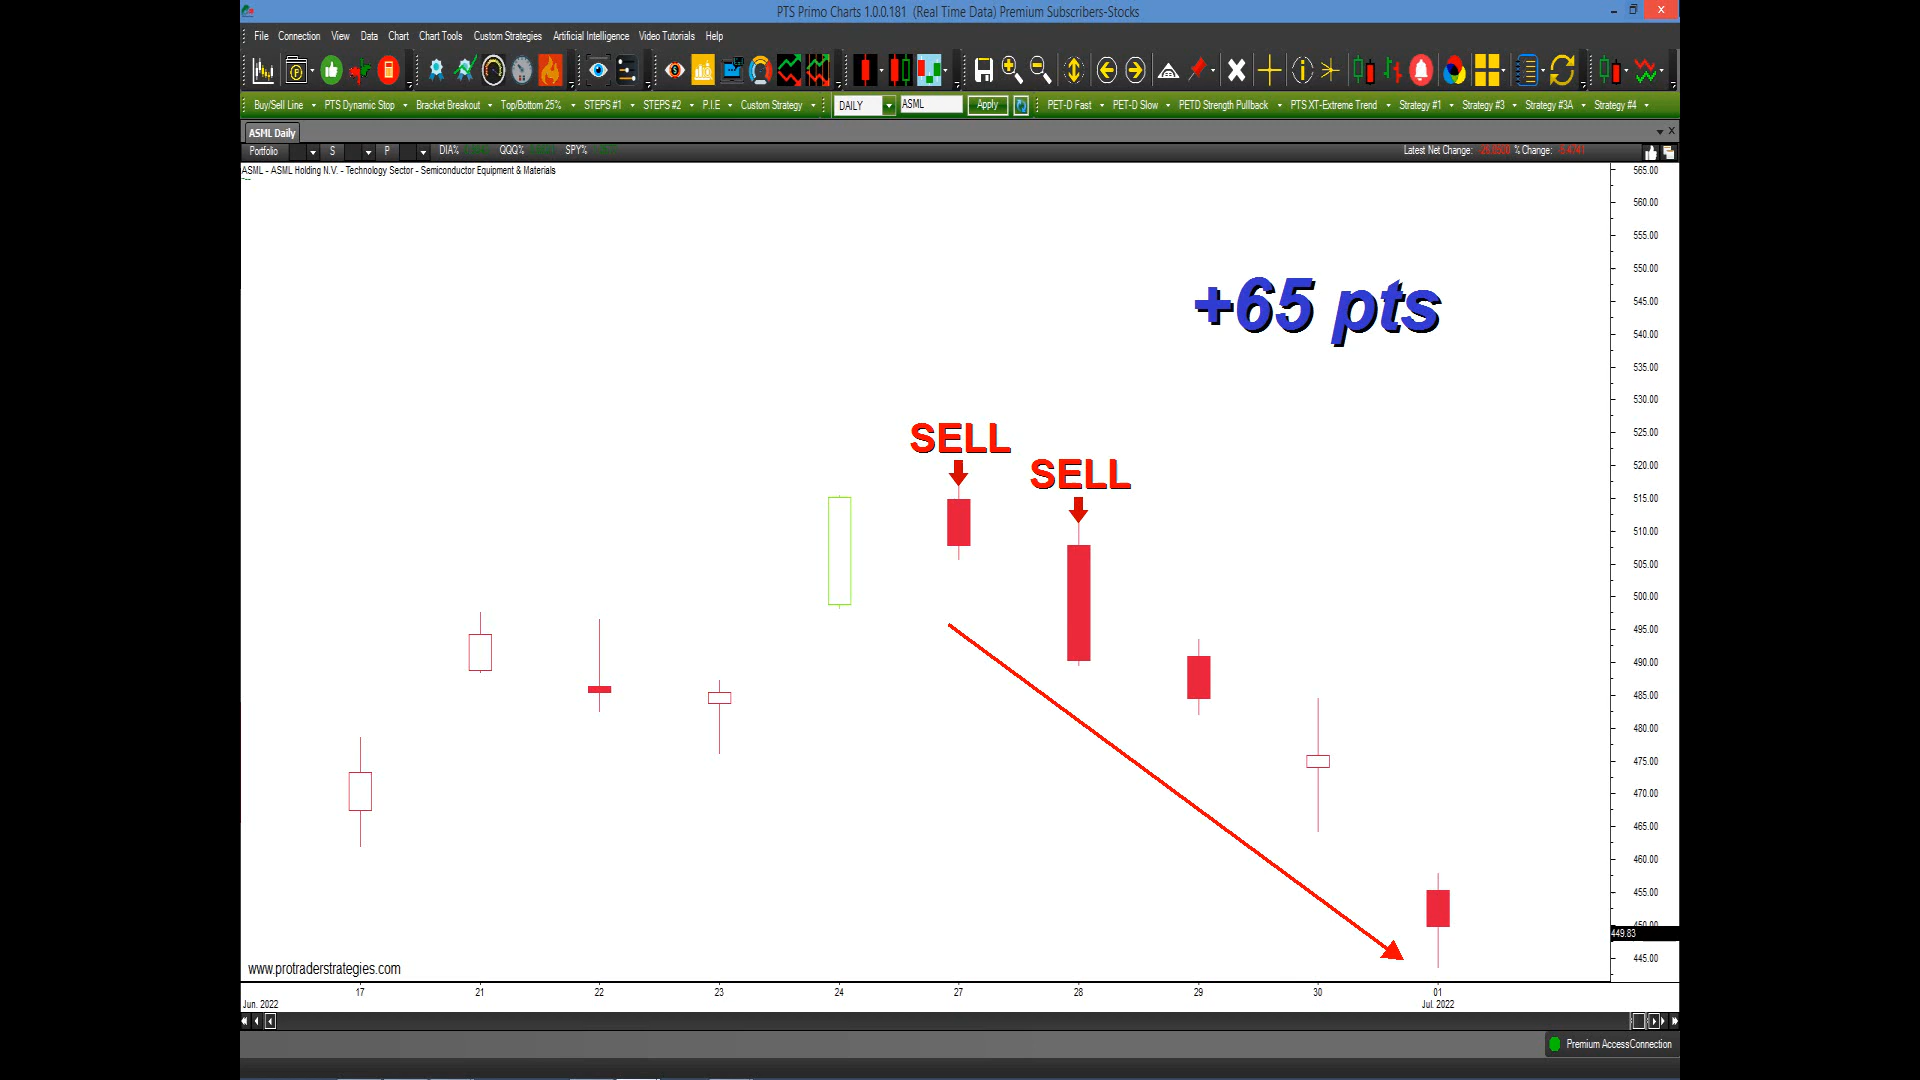 PTS Primo Charts 1.0.0.181 (Real Time Data) Premium Subscribers-Stocks
File Connection View Data Chart Chart Tools Custom Strategies Artificial Intelligence Video Tutorials Help
Buy/Sell Line PTS Dynamic Stop Bracket Breakout Top/Bottom 25% STEPS #1 STEPS #2 P.I.E Custom Strategy DAILY ASML Apply PET-D Fast PET-D Slow PETD Strength Pullback PTS XT-Extreme Trend Strategy #1 Strategy #3 Strategy #3A Strategy #4
ASML Daily
Portfolio S P DIA% QQQ% SPY% Latest Net Change: % Change:
ASML - ASML Holding N.V. - Technology Sector - Semiconductor Equipment & Materials
565.00
560.00
555.00
550.00
545.00
540.00
535.00
530.00
525.00
520.00
515.00
510.00
505.00
500.00
495.00
490.00
485.00
480.00
475.00
470.00
465.00
460.00
455.00
450.00
449.83
445.00
+65 pts
SELL
SELL
www.protraderstrategies.com
17 21 22 23 24 27 28 29 30 01
Jun. 2022 Jul. 2022
Premium AccessConnection